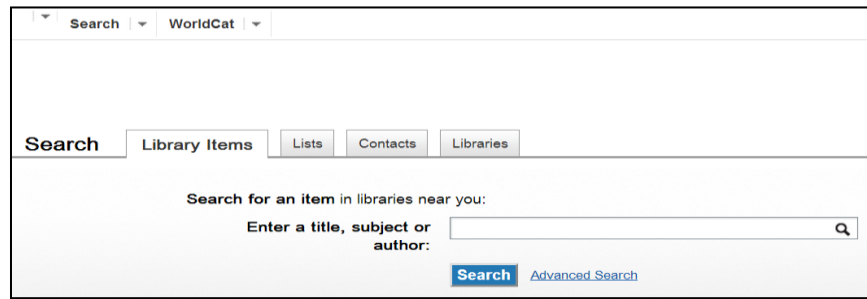 Search WorldCat
Search Library Items Lists Contacts Libraries
Search for an item in libraries near you:
Enter a title, subject or
author:
Search Advanced Search